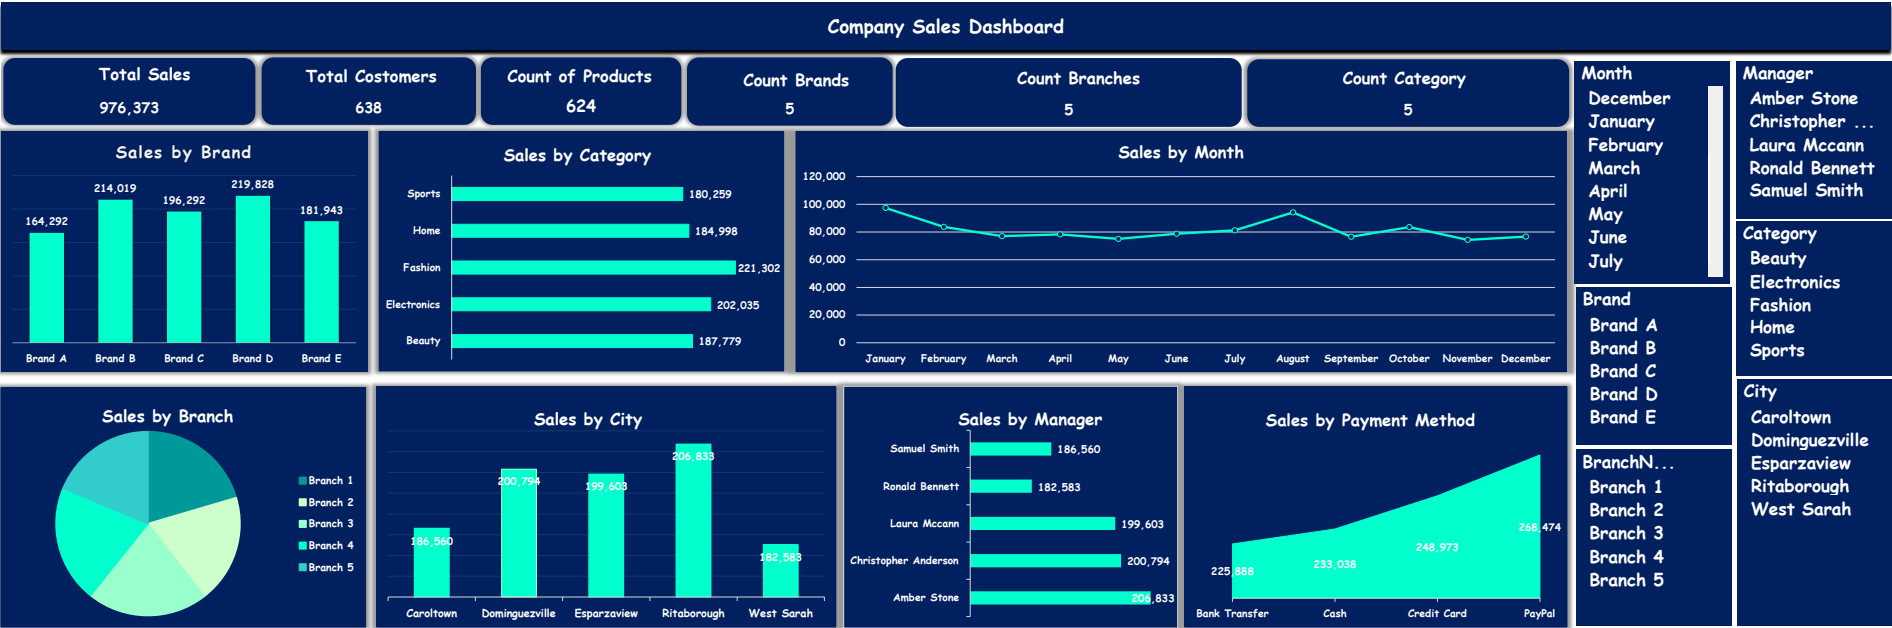 Company Sales Dashboard
Total Sales
976,373
Total Costomers
638
Count of Products
624
Count Brands
5
Count Branches
5
Count Category
5
Month
December
January
February
March
April
May
June
July
Manager
Amber Stone
Christopher ...
Laura Mccann
Ronald Bennett
Samuel Smith
Sales by Brand
164,292
214,019
196,292
219,828
181,943
Brand A
Brand B
Brand C
Brand D
Brand E
Sales by Category
Sports
180,259
Home
184,998
Fashion
221,302
Electronics
202,035
Beauty
187,779
Sales by Month
120,000
100,000
80,000
60,000
40,000
20,000
0
January
February
March
April
May
June
July
August
September
October
November
December
Category
Beauty
Electronics
Fashion
Home
Sports
Brand
Brand A
Brand B
Brand C
Brand D
Brand E
Sales by Branch
Branch 1
Branch 2
Branch 3
Branch 4
Branch 5
Sales by City
186,560
200,794
199,603
206,833
182,583
Caroltown
Dominguezville
Esparzaview
Ritaborough
West Sarah
Sales by Manager
Samuel Smith
186,560
Ronald Bennett
182,583
Laura Mccann
199,603
Christopher Anderson
200,794
Amber Stone
206,833
Sales by Payment Method
225,888
233,038
248,973
268,474
Bank Transfer
Cash
Credit Card
PayPal
BranchN...
Branch 1
Branch 2
Branch 3
Branch 4
Branch 5
City
Caroltown
Dominguezville
Esparzaview
Ritaborough
West Sarah